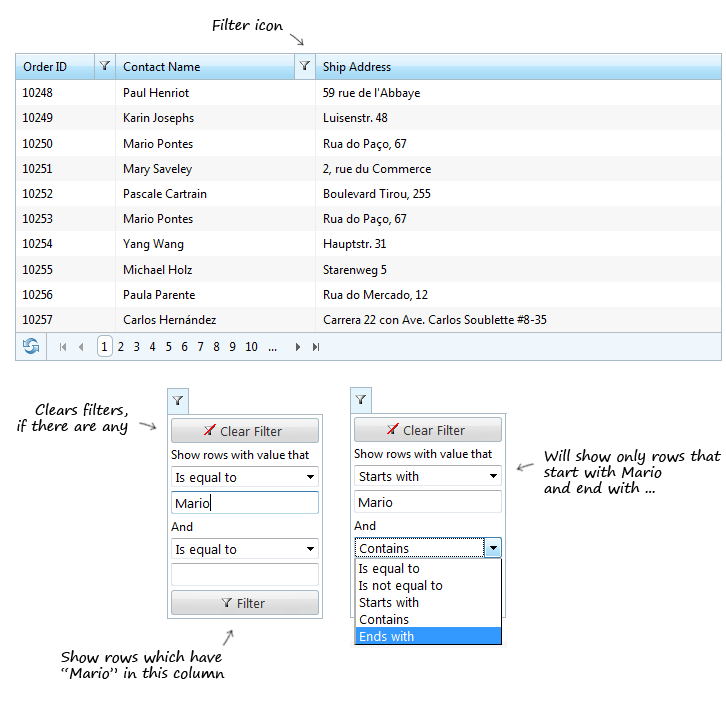 Filter icon
Order ID Contact Name Ship Address
10248 Paul Henriot 59 rue de l'Abbaye
10249 Karin Josephs Luisenstr. 48
10250 Mario Pontes Rua do Paço, 67
10251 Mary Saveley 2, rue du Commerce
10252 Pascale Cartrain Boulevard Tirou, 255
10253 Mario Pontes Rua do Paço, 67
10254 Yang Wang Hauptstr. 31
10255 Michael Holz Starenweg 5
10256 Paula Parente Rua do Mercado, 12
10257 Carlos Hernández Carrera 22 con Ave. Carlos Soublette #8-35
1 2 3 4 5 6 7 8 9 10 ...
Clears filters,
if there are any
Clear Filter
Show rows with value that
Is equal to
Mario
And
Is equal to
Filter
Show rows which have
“Mario” in this column
Clear Filter
Show rows with value that
Starts with
Mario
And
Contains
Is equal to
Is not equal to
Starts with
Contains
Ends with
Will show only rows that
start with Mario
and end with ...